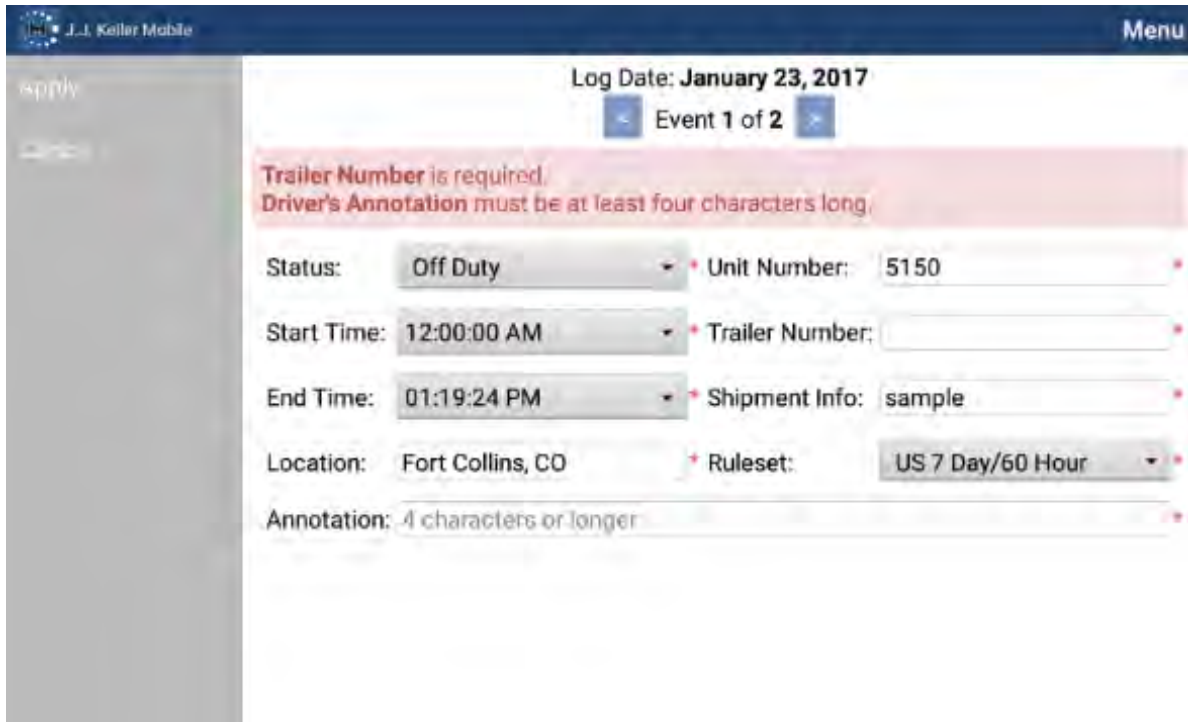 J.J. Keller Mobile
Menu
Apply
Cancel
Log Date: January 23, 2017
< Event 1 of 2 >
Trailer Number is required.
Driver's Annotation must be at least four characters long.
Status: Off Duty * Unit Number: 5150 *
Start Time: 12:00:00 AM * Trailer Number: *
End Time: 01:19:24 PM * Shipment Info: sample *
Location: Fort Collins, CO * Ruleset: US 7 Day/60 Hour *
Annotation: 4 characters or longer *